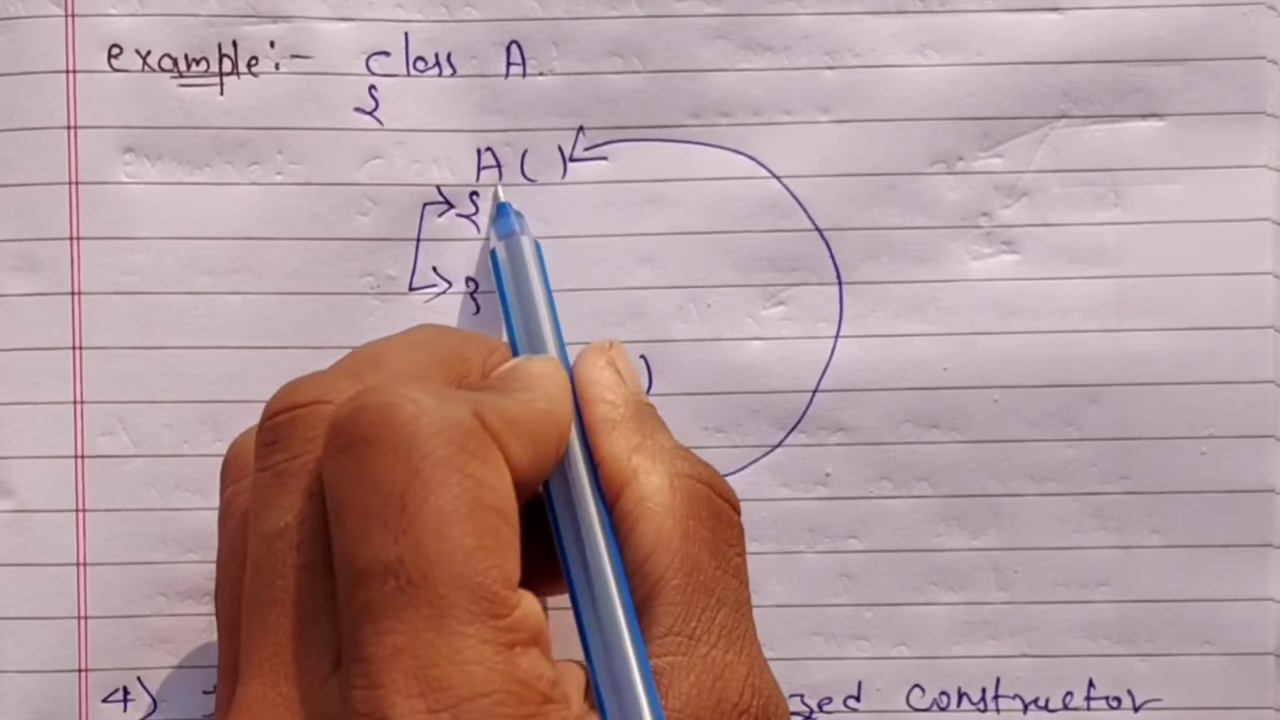 example:- class A
{
A ()
{
}
)
4) constructor